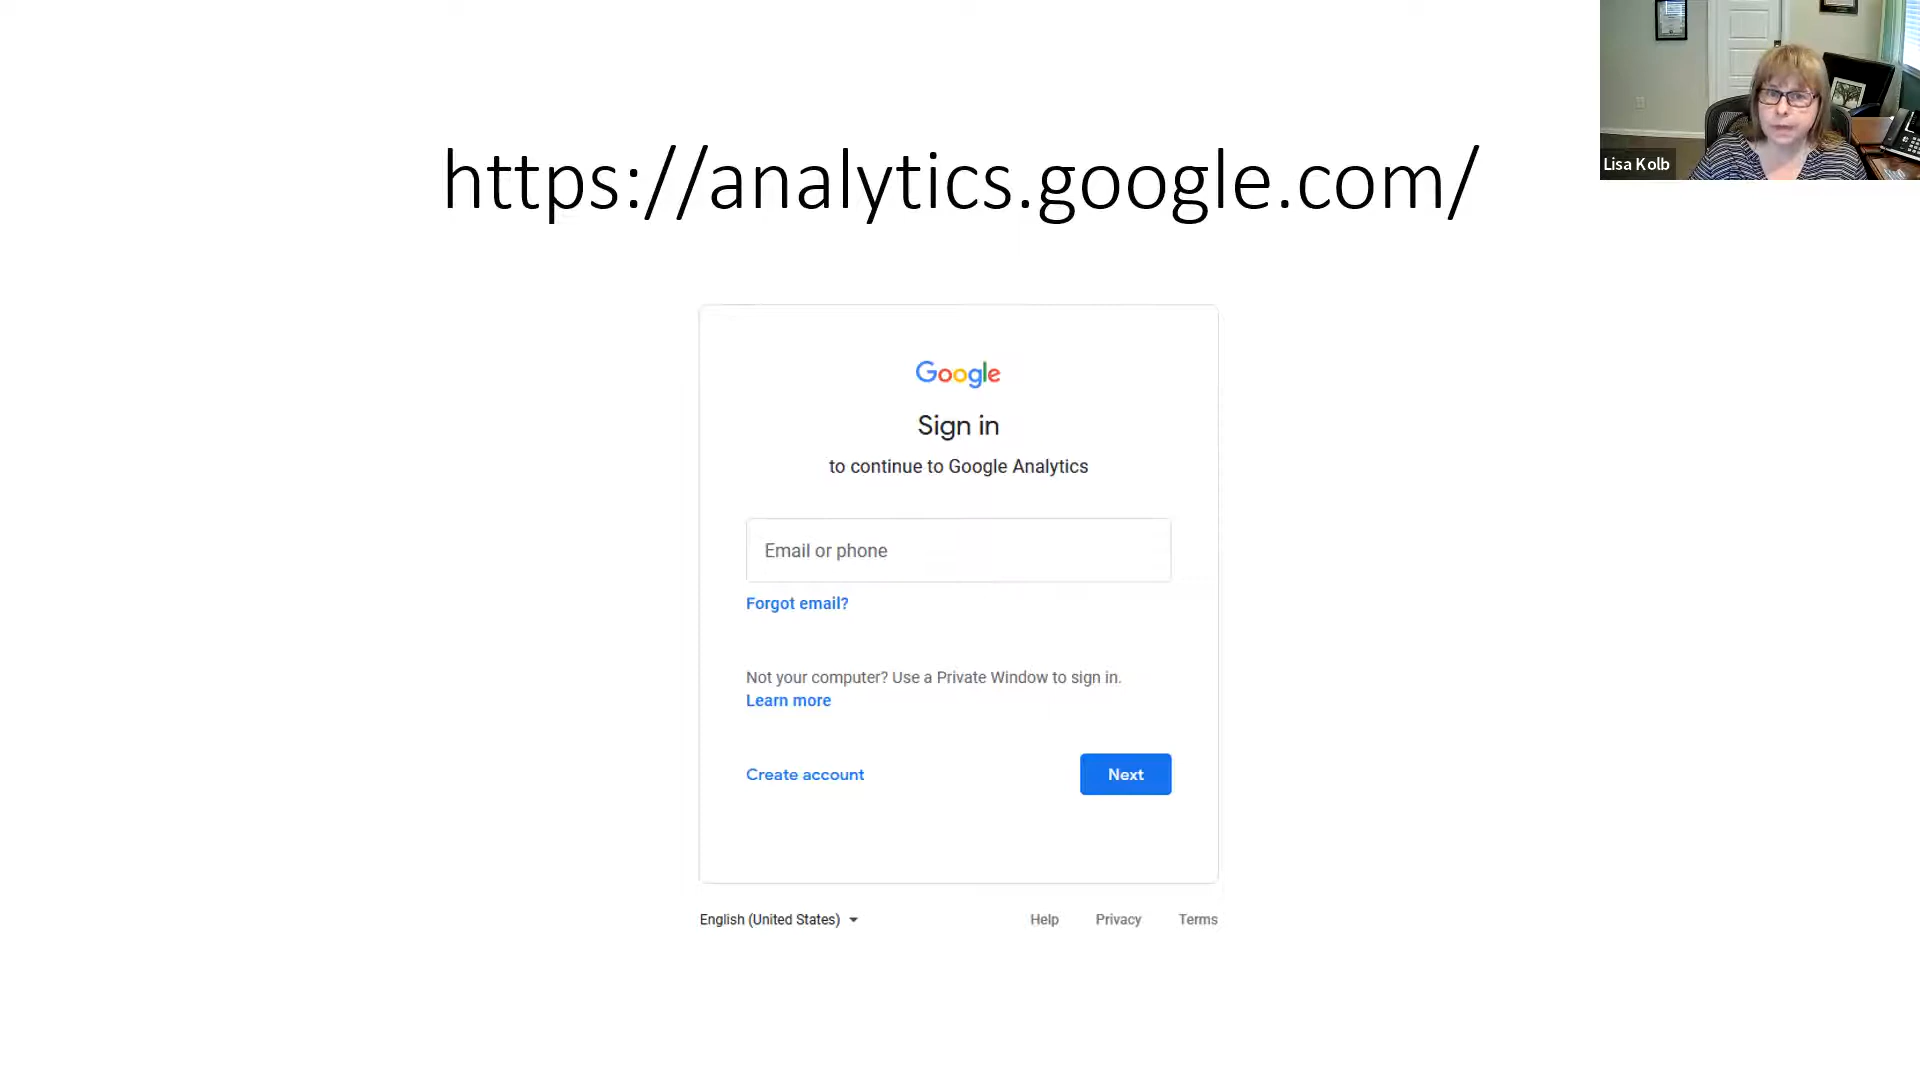 https://analytics.google.com/
Lisa Kolb
Google
Sign in
to continue to Google Analytics
Email or phone
Forgot email?
Not your computer? Use a Private Window to sign in.
Learn more
Create account
Next
English (United States)
Help
Privacy
Terms